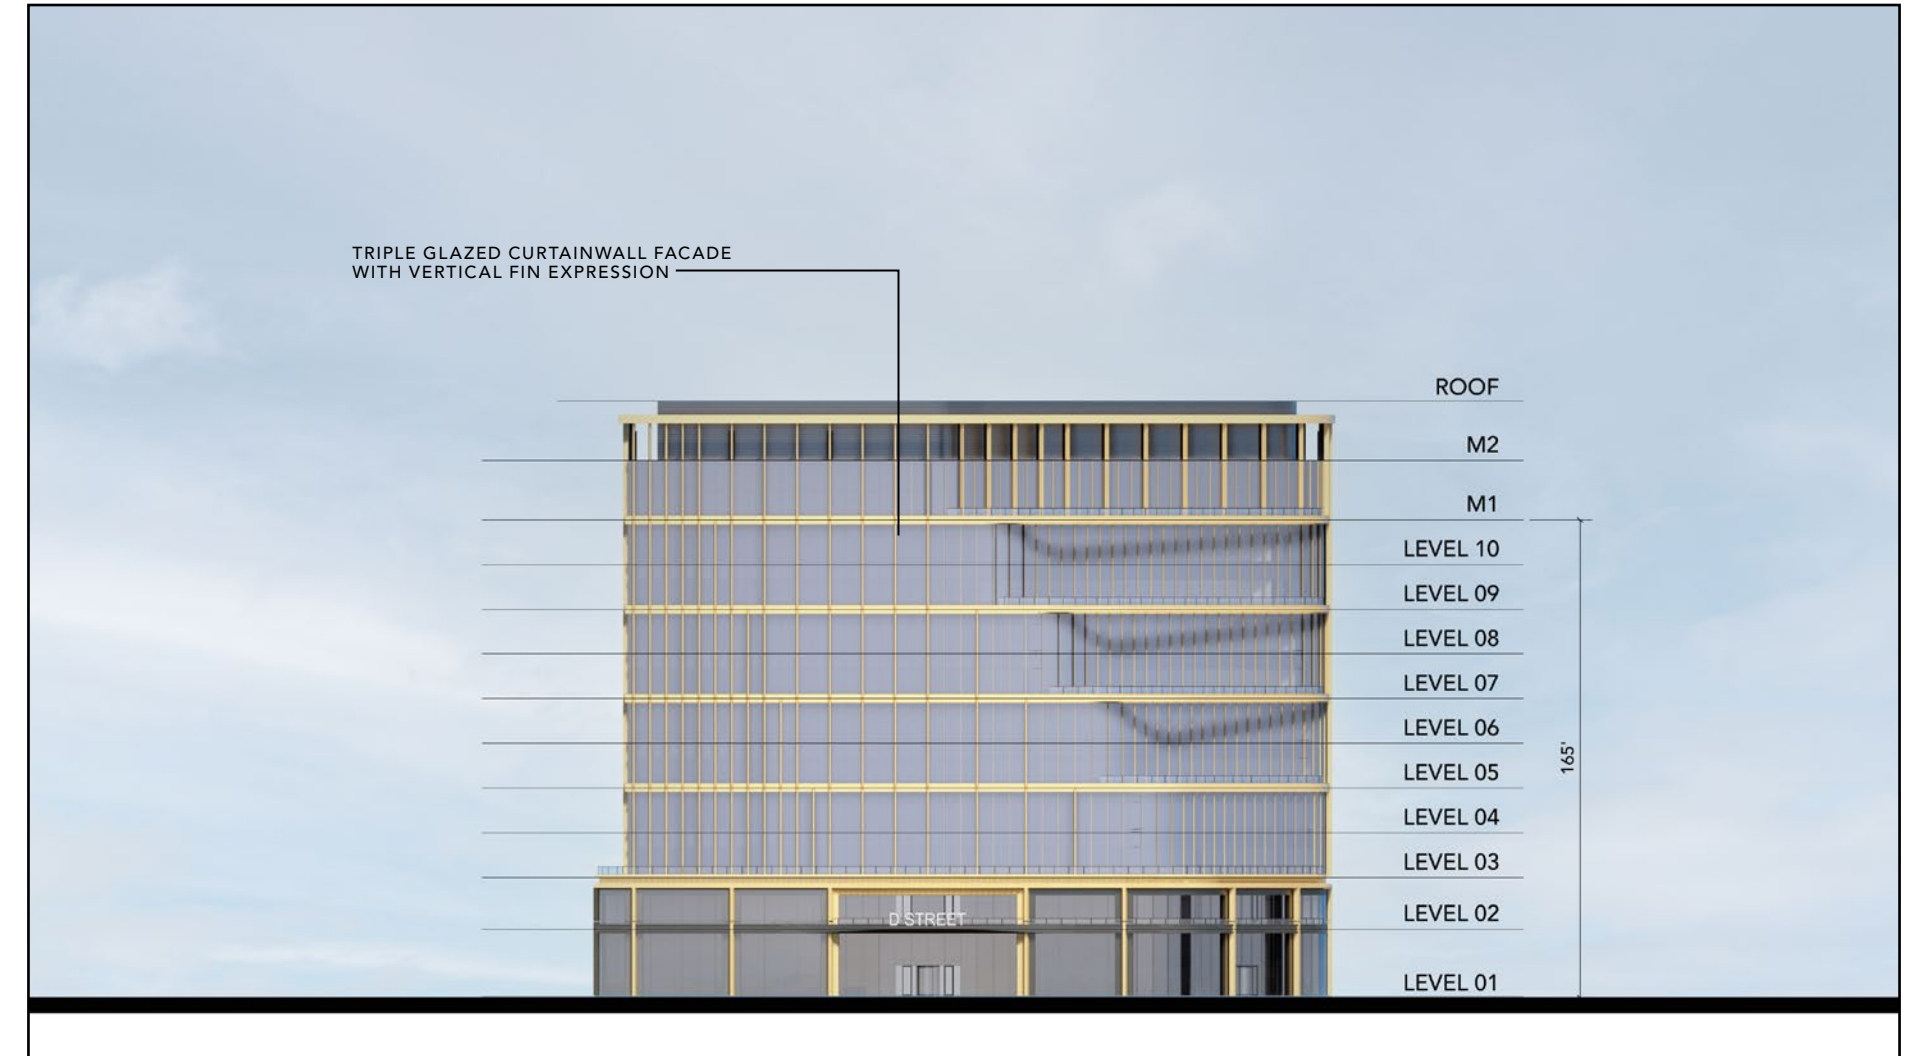 TRIPLE GLAZED CURTAINWALL FACADE
WITH VERTICAL FIN EXPRESSION
ROOF
M2
M1
LEVEL 10
LEVEL 09
LEVEL 08
LEVEL 07
LEVEL 06
165'
LEVEL 05
LEVEL 04
LEVEL 03
LEVEL 02
D STREET
LEVEL 01